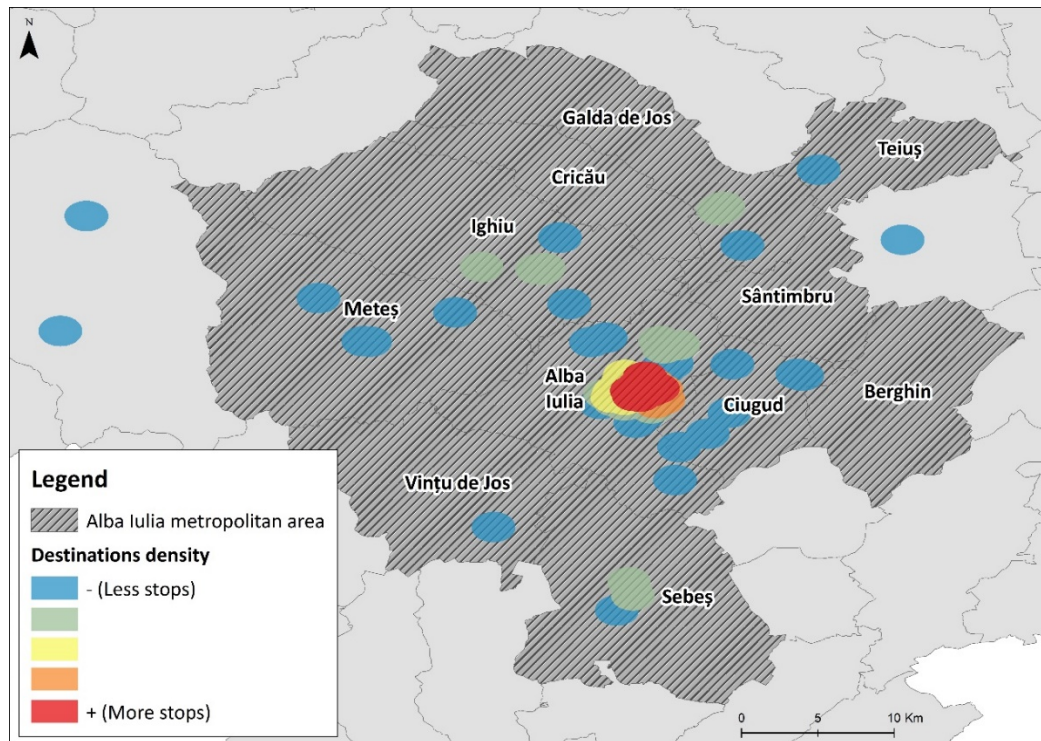 N
Galda de Jos
Teiuș
Cricău
Ighiu
Sântimbru
Meteș
Alba
Iulia
Berghin
Ciugud
Vințu de Jos
Sebeș
Legend
Alba Iulia metropolitan area
Destinations density
- (Less stops)
+ (More stops)
0 5 10 Km